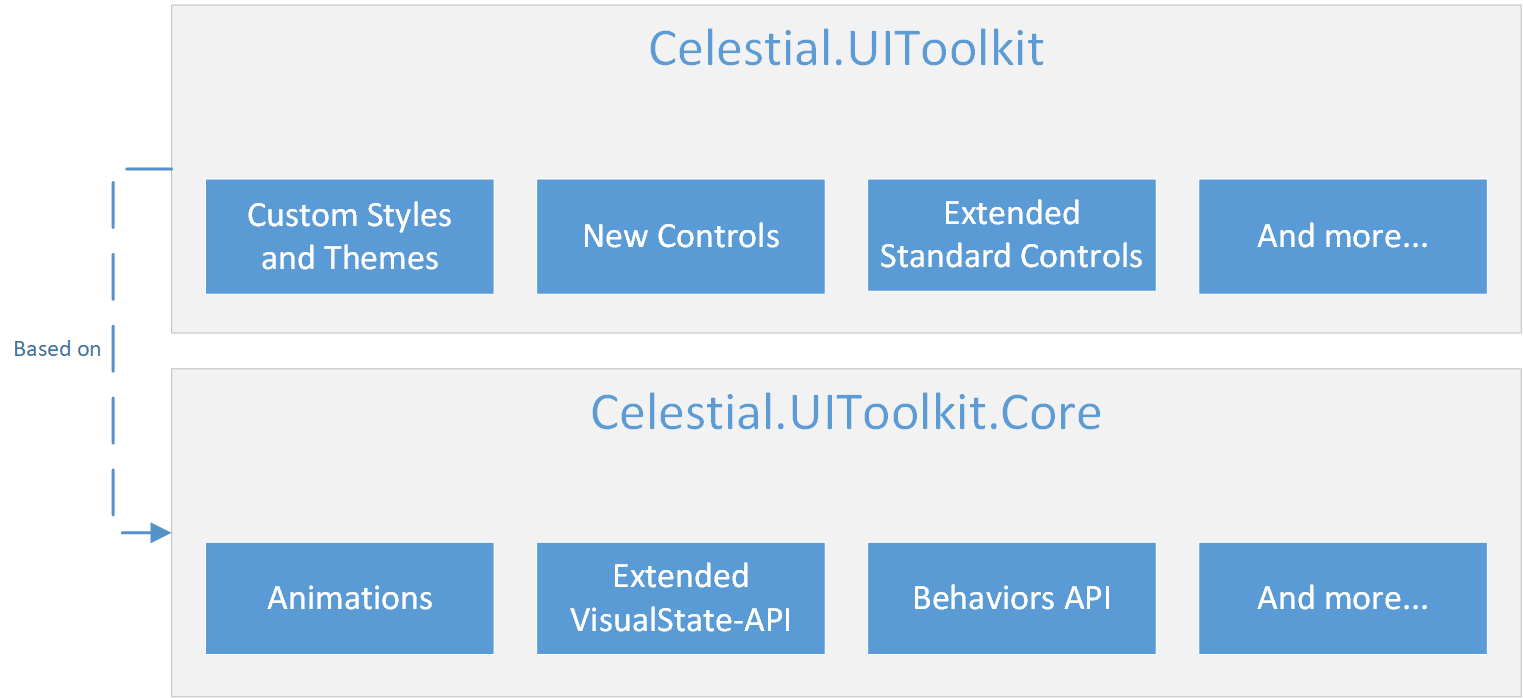 Celestial.UIToolkit
Custom Styles
and Themes
New Controls
Extended
Standard Controls
And more...
Based on
Celestial.UIToolkit.Core
Animations
Extended
VisualState-API
Behaviors API
And more...